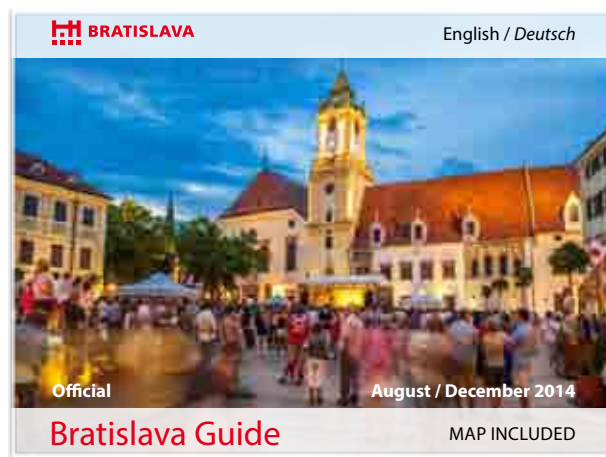 BRATISLAVA
English / Deutsch
Official
August / December 2014
Bratislava Guide
MAP INCLUDED